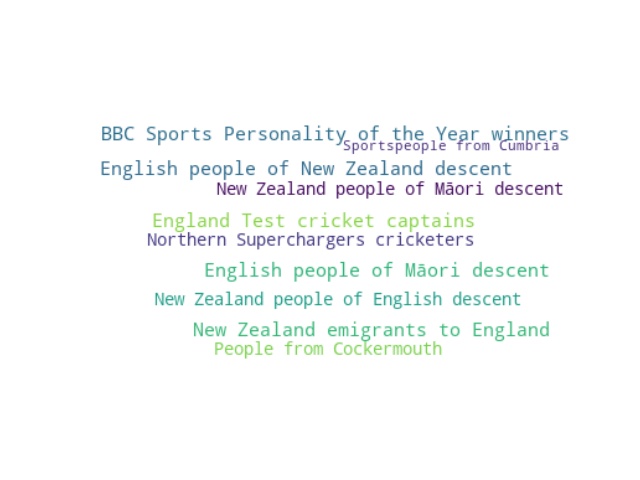 BBC Sports Personality of the Year winners
Sportspeople from Cumbria
English people of New Zealand descent
New Zealand people of Māori descent
England Test cricket captains
Northern Superchargers cricketers
English people of Māori descent
New Zealand people of English descent
New Zealand emigrants to England
People from Cockermouth